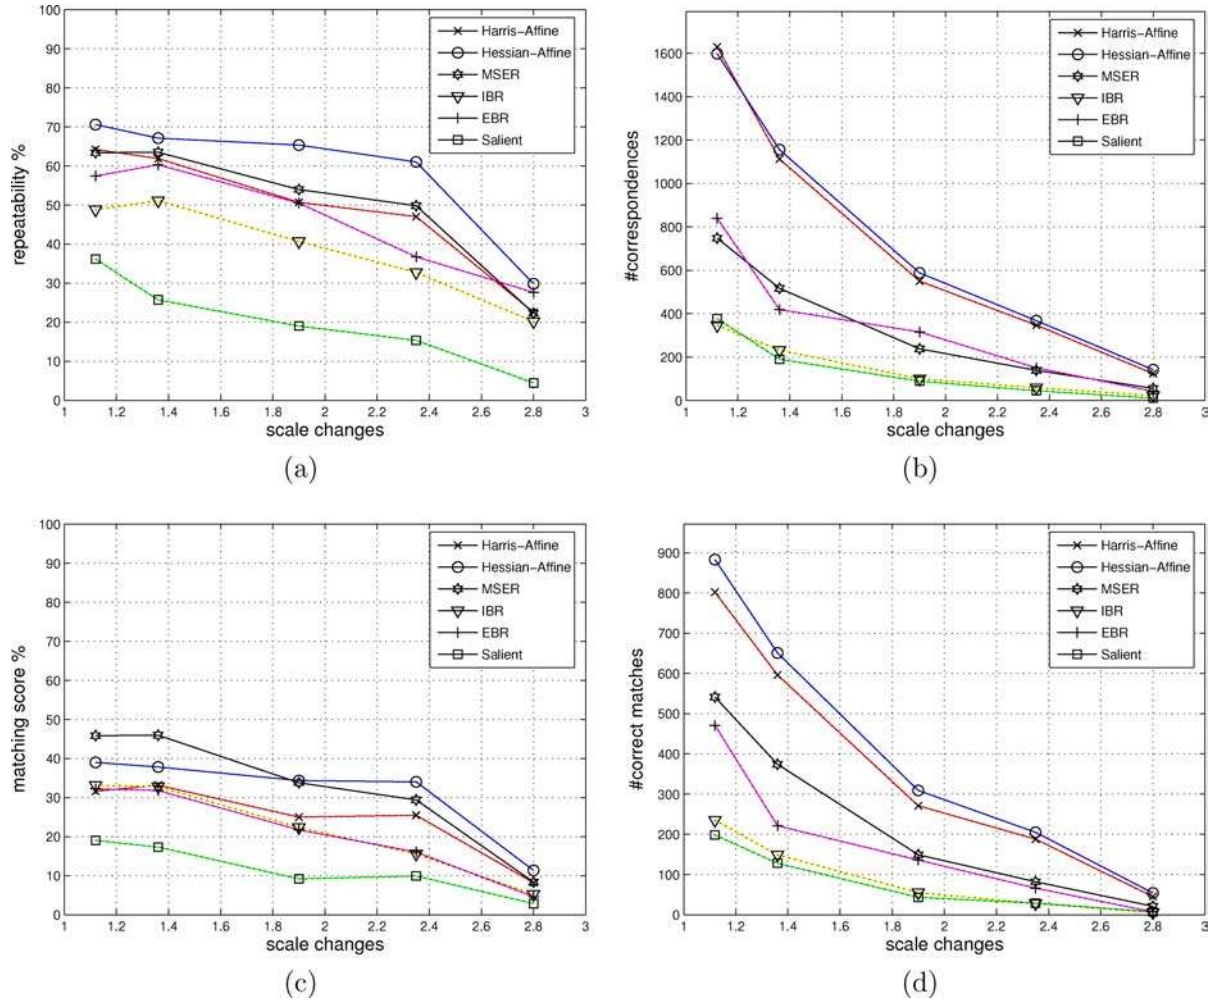 100
90
80
70
60
50
40
30
20
10
0
repeatability %
1 1.2 1.4 1.6 1.8 2 2.2 2.4 2.6 2.8 3
scale changes
Harris-Affine
Hessian-Affine
MSER
IBR
EBR
Salient
(a)
1600
1400
1200
1000
800
600
400
200
0
#correspondences
1 1.2 1.4 1.6 1.8 2 2.2 2.4 2.6 2.8 3
scale changes
Harris-Affine
Hessian-Affine
MSER
IBR
EBR
Salient
(b)
100
90
80
70
60
50
40
30
20
10
0
matching score %
1 1.2 1.4 1.6 1.8 2 2.2 2.4 2.6 2.8 3
scale changes
Harris-Affine
Hessian-Affine
MSER
IBR
EBR
Salient
(c)
900
800
700
600
500
400
300
200
100
0
#correct matches
1 1.2 1.4 1.6 1.8 2 2.2 2.4 2.6 2.8 3
scale changes
Harris-Affine
Hessian-Affine
MSER
IBR
EBR
Salient
(d)